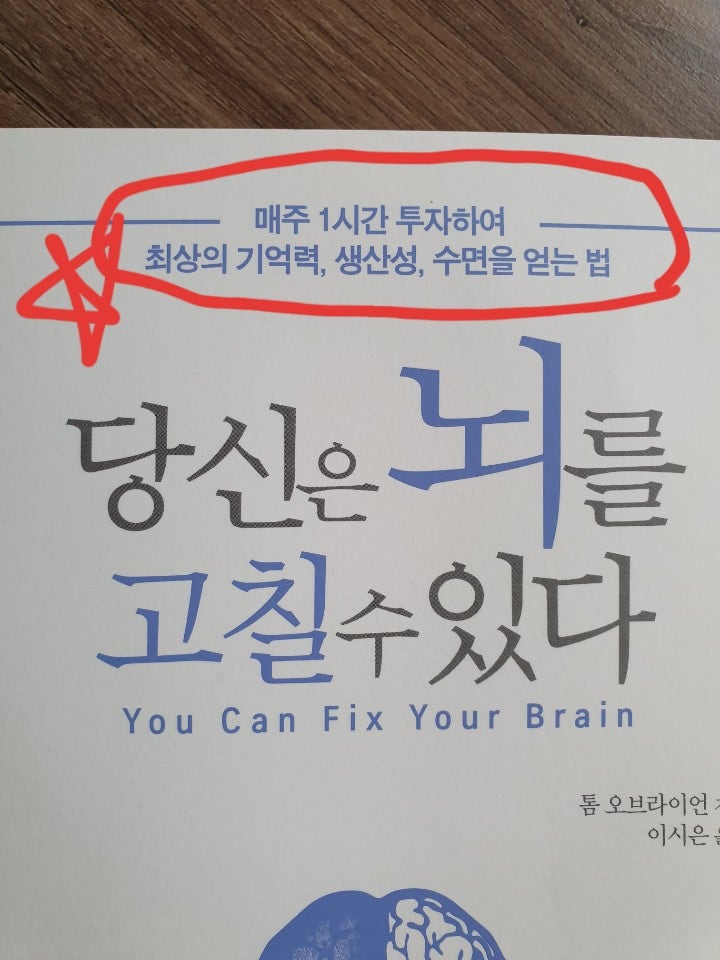 매주 1시간 투자하여
최상의 기억력, 생산성, 수면을 얻는 법
당신은 뇌를
고칠 수 있다
You Can Fix Your Brain
톰 오브라이언
이시은